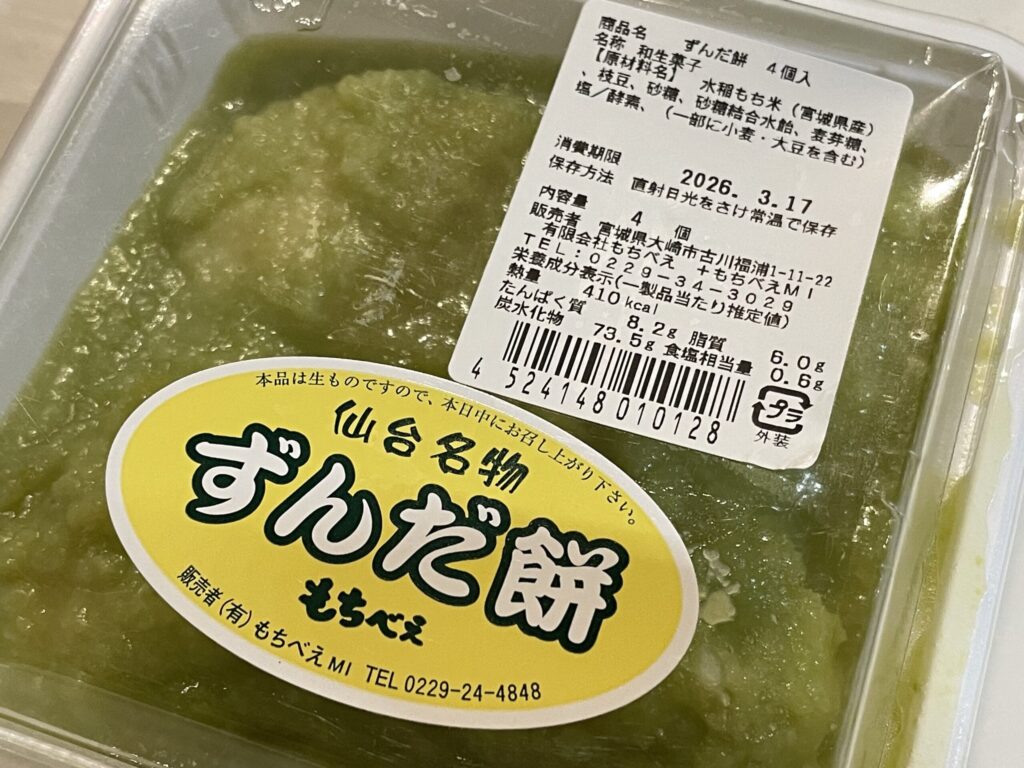 商品名　ずんだ餅　4個入
名称　和生菓子
【原材料名】　水稲もち米（宮城県産）
、枝豆、砂糖、砂糖結合水飴、麦芽糖、
塩／酵素、（一部に小麦・大豆を含む）
消費期限　2026. 3.17
保存方法　直射日光をさけ常温で保存
内容量　4　個
販売者　宮城県大崎市古川福浦1-11-22
有限会社もちべえ　＋もちべえMI
TEL：0229-34-3029
栄養成分表示（一製品当たり推定値）
熱量　410kcal
たんぱく質　8.2g　脂質　6.0g
炭水化物　73.5g　食塩相当量　0.6g
4 524148 010128
プラ
外装
本品は生ものですので、本日中にお召し上がり下さい。
仙台名物
ずんだ餅
もちべえ
販売者（有）もちべえMI　TEL 0229-24-4848